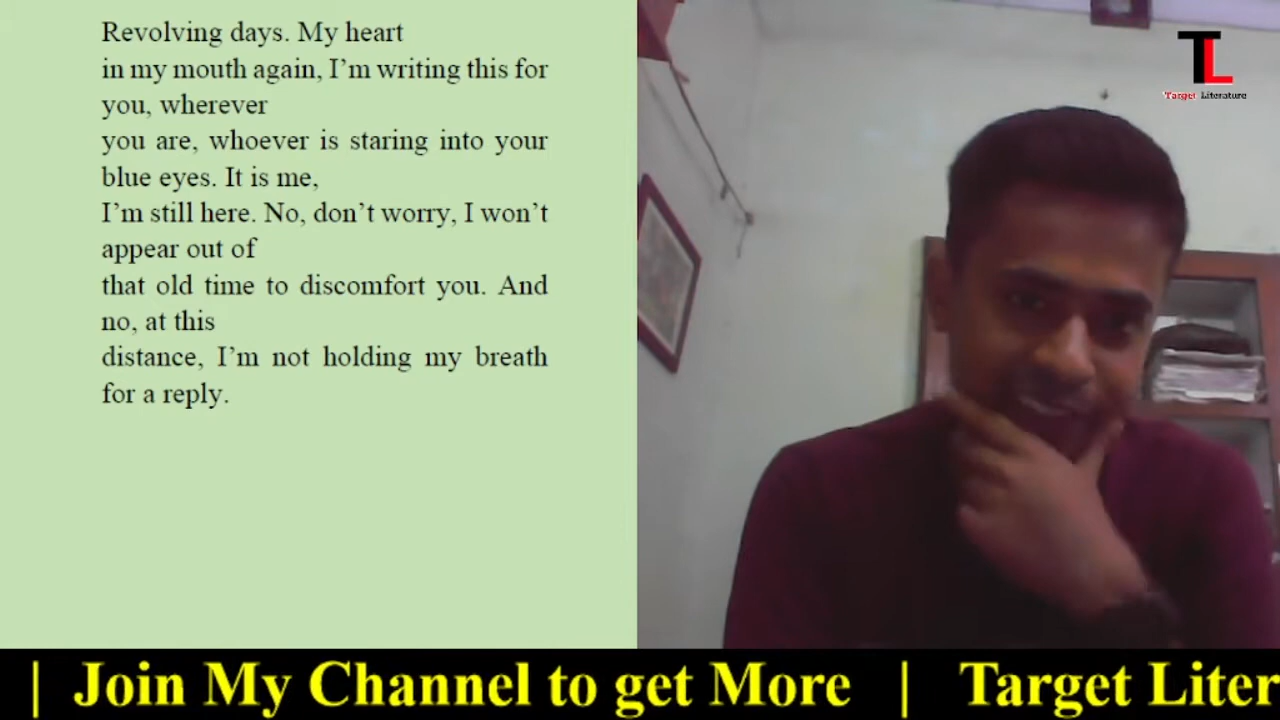 Revolving days. My heart
in my mouth again, I’m writing this for
you, wherever
you are, whoever is staring into your
blue eyes. It is me,
I’m still here. No, don’t worry, I won’t
appear out of
that old time to discomfort you. And
no, at this
distance, I’m not holding my breath
for a reply.
TL
Target Literature
| Join My Channel to get More | Target Liter